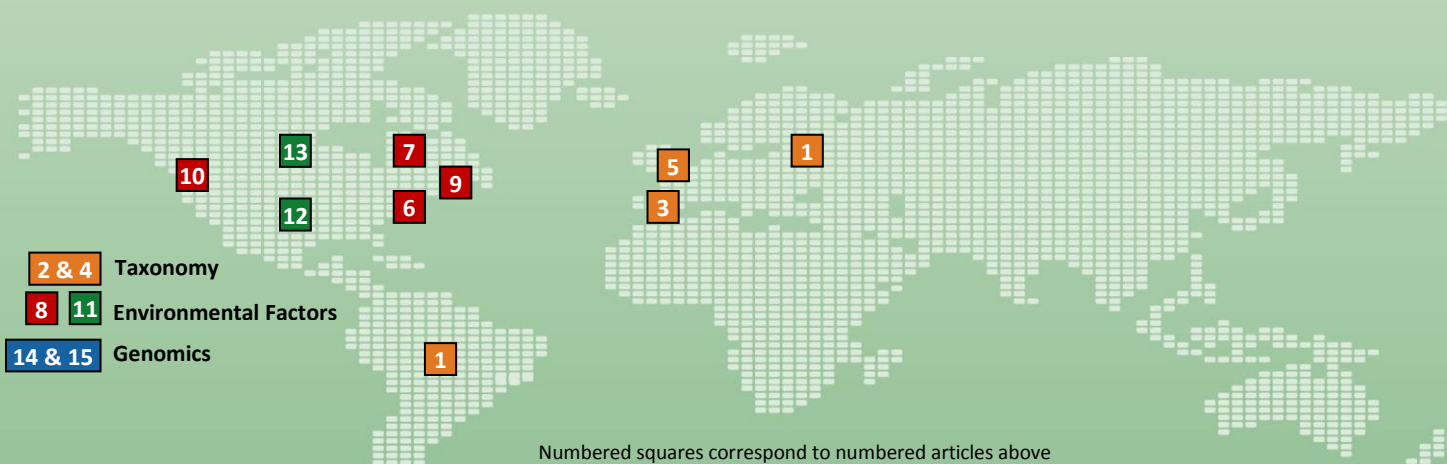 13
7
1
10
5
9
12
6
3
2 & 4 Taxonomy
8 11 Environmental Factors
14 & 15 Genomics
1
Numbered squares correspond to numbered articles above